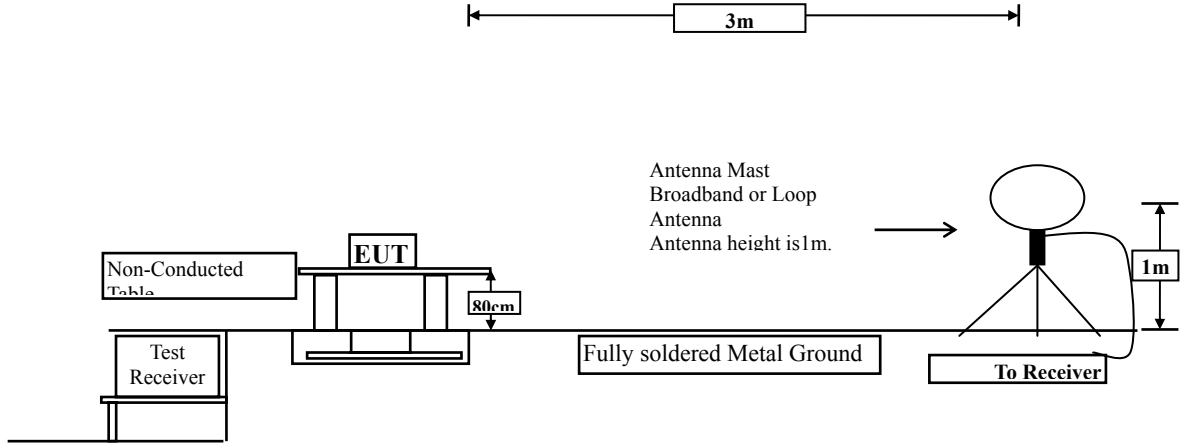 3m
Antenna Mast
Broadband or Loop
Antenna
Antenna height is1m.
EUT
Non-Conducted
Table
80cm
1m
Test
Receiver
Fully soldered Metal Ground
To Receiver